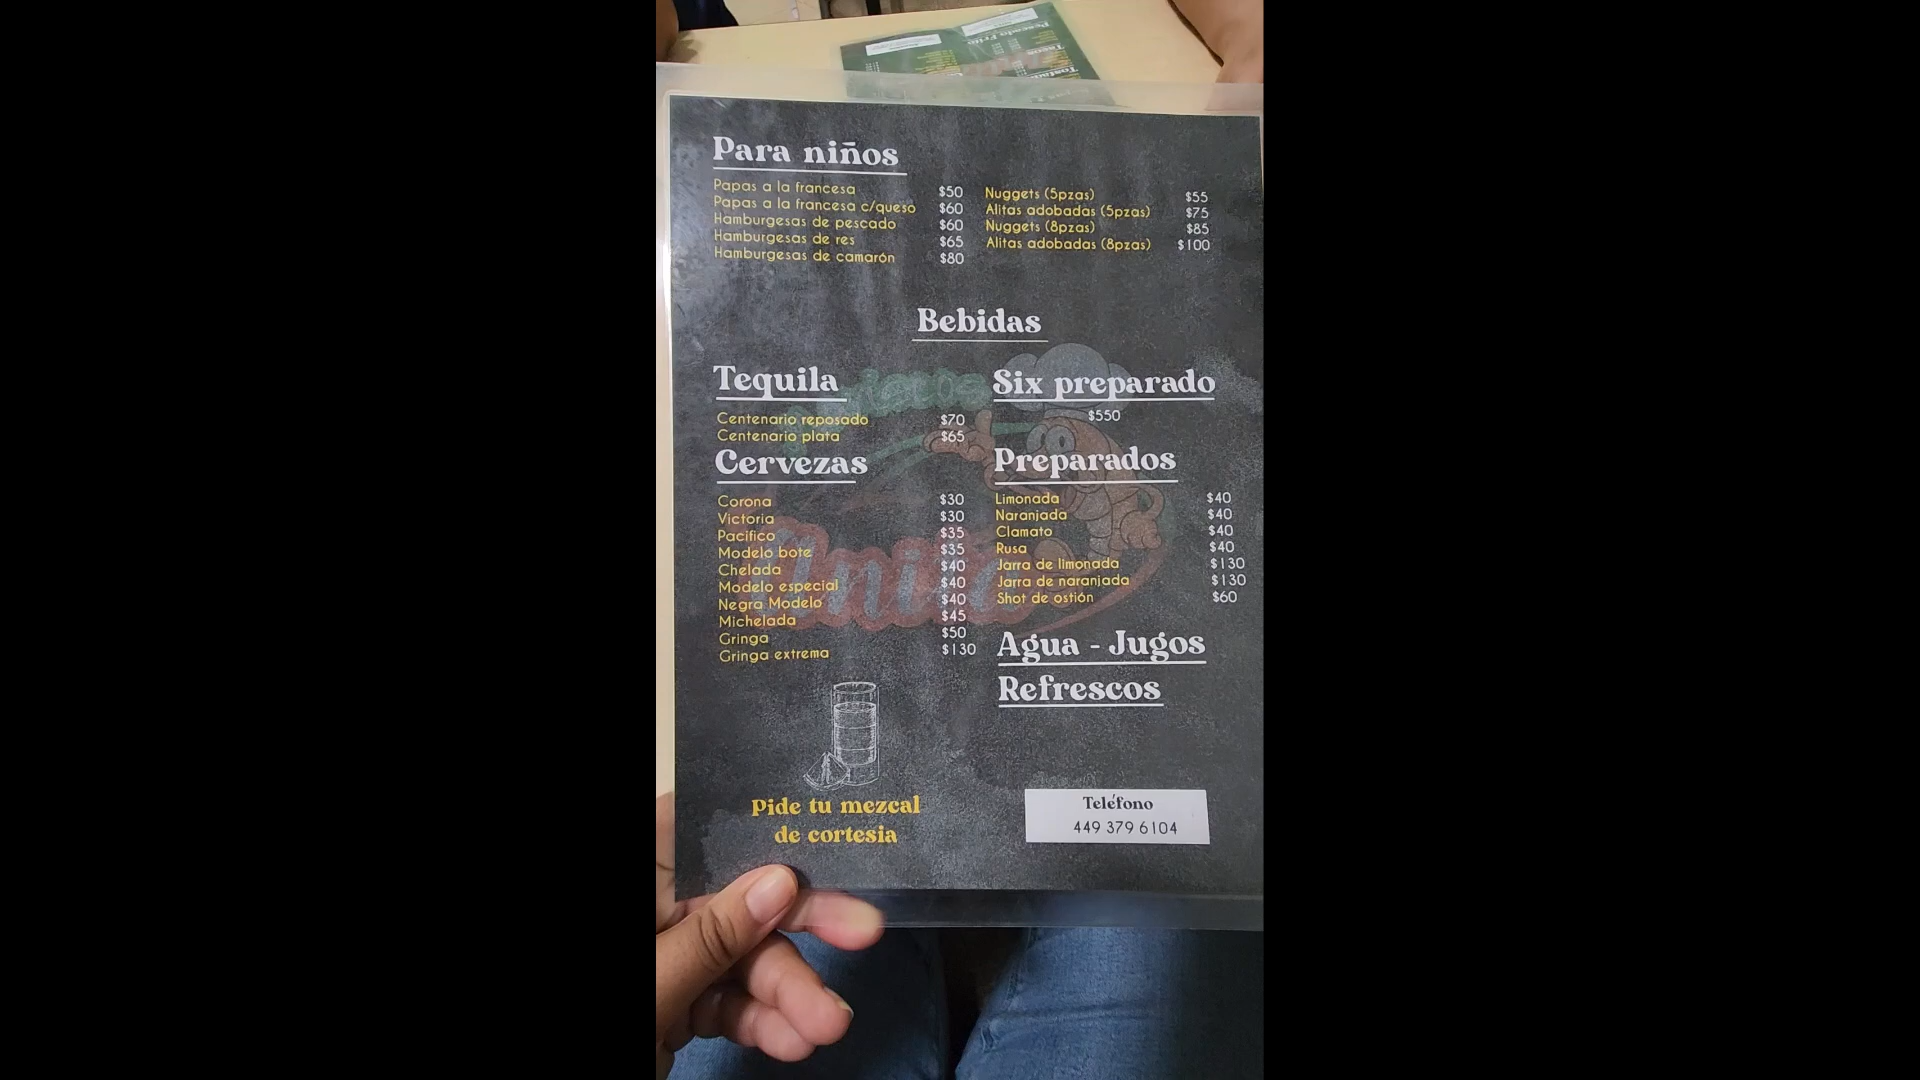 Pescado Frito
Tacos
Para niños
Papas a la francesa $50
Papas a la francesa c/queso $60
Hamburgesas de pescado $60
Hamburgesas de res $65
Hamburgesas de camarón $80
Nuggets (5pzas) $55
Alitas adobadas (5pzas) $75
Nuggets (8pzas) $85
Alitas adobadas (8pzas) $100
Bebidas
Tequila
Centenario reposado $70
Centenario plata $65
Cervezas
Corona $30
Victoria $30
Pacifico $35
Modelo bote $35
Chelada $40
Modelo especial $40
Negra Modelo $40
Michelada $45
Gringa $50
Gringa extrema $130
Six preparado
$550
Preparados
Limonada $40
Naranjada $40
Clamato $40
Rusa $40
Jarra de limonada $130
Jarra de naranjada $130
Shot de ostión $60
Agua - Jugos
Refrescos
Anita
Pide tu mezcal
de cortesia
Teléfono
449 379 6104